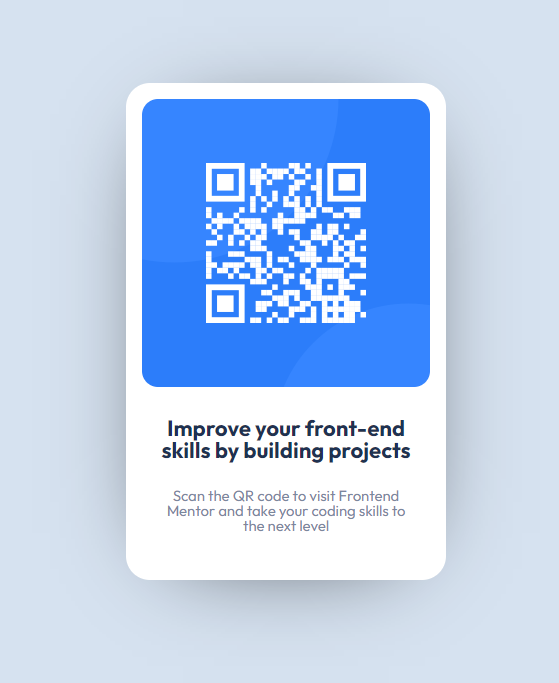 Improve your front-end
skills by building projects
Scan the QR code to visit Frontend
Mentor and take your coding skills to
the next level